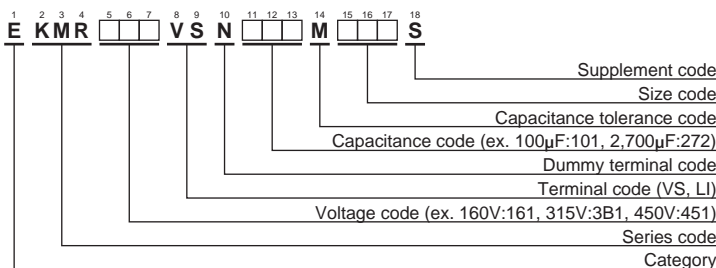 1 2 3 4 5 6 7 8 9 10 11 12 13 14 15 16 17 18
E KMR VS N M S
Supplement code
Size code
Capacitance tolerance code
Capacitance code (ex. 100μF:101, 2,700μF:272)
Dummy terminal code
Terminal code (VS, LI)
Voltage code (ex. 160V:161, 315V:3B1, 450V:451)
Series code
Category